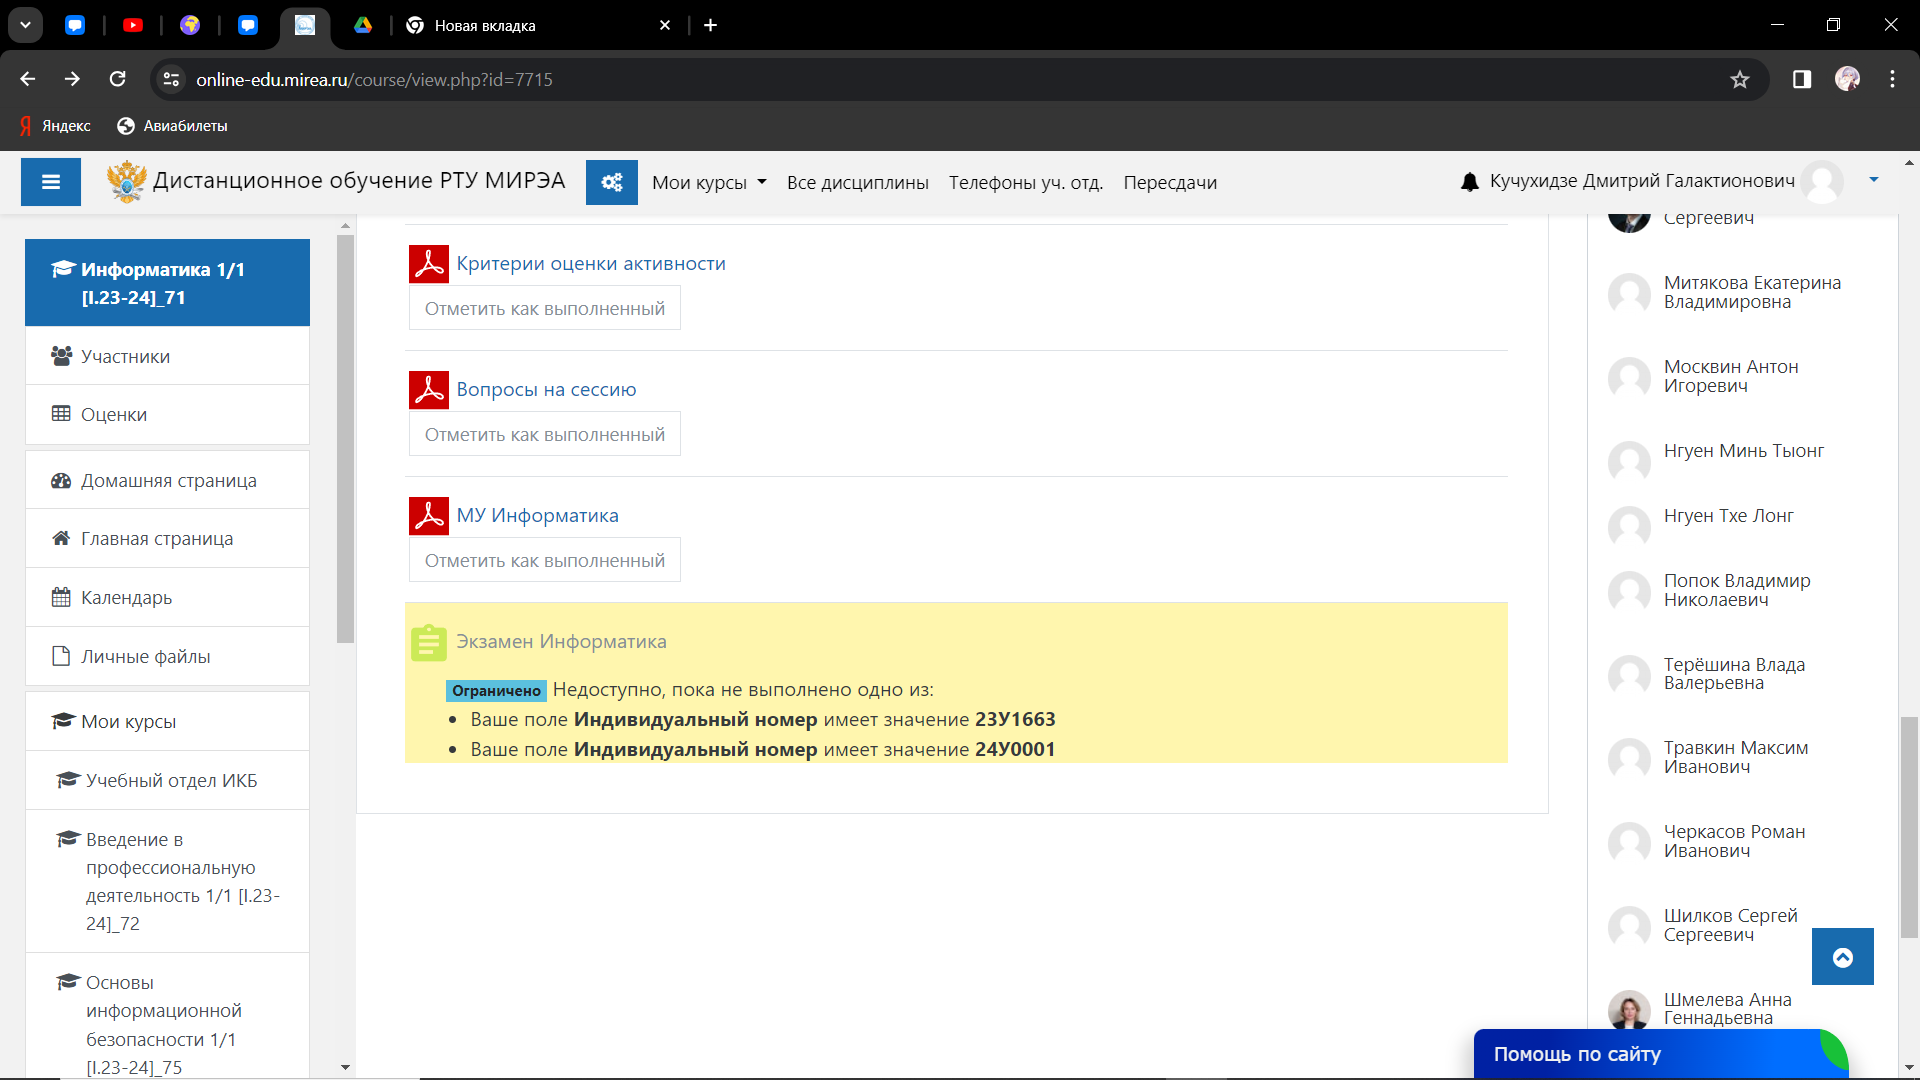 Новая вкладка
online-edu.mirea.ru/course/view.php?id=7715
Яндекс
Авиабилеты
Дистанционное обучение РТУ МИРЭА
Мои курсы
Все дисциплины
Телефоны уч. отд.
Пересдачи
Кучухидзе Дмитрий Галактионович
Информатика 1/1
[I.23-24]_71
Участники
Оценки
Домашняя страница
Главная страница
Календарь
Личные файлы
Мои курсы
Учебный отдел ИКБ
Введение в
профессиональную
деятельность 1/1 [I.23-
24]_72
Основы
информационной
безопасности 1/1
[I.23-24]_75
Критерии оценки активности
Отметить как выполненный
Вопросы на сессию
Отметить как выполненный
МУ Информатика
Отметить как выполненный
Экзамен Информатика
Ограничено Недоступно, пока не выполнено одно из:
Ваше поле Индивидуальный номер имеет значение 23У1663
Ваше поле Индивидуальный номер имеет значение 24У0001
Сергеевич
Митякова Екатерина
Владимировна
Москвин Антон
Игоревич
Нгуен Минь Тыонг
Нгуен Тхе Лонг
Попок Владимир
Николаевич
Терёшина Влада
Валерьевна
Травкин Максим
Иванович
Черкасов Роман
Иванович
Шилков Сергей
Сергеевич
Шмелева Анна
Геннадьевна
Помощь по сайту